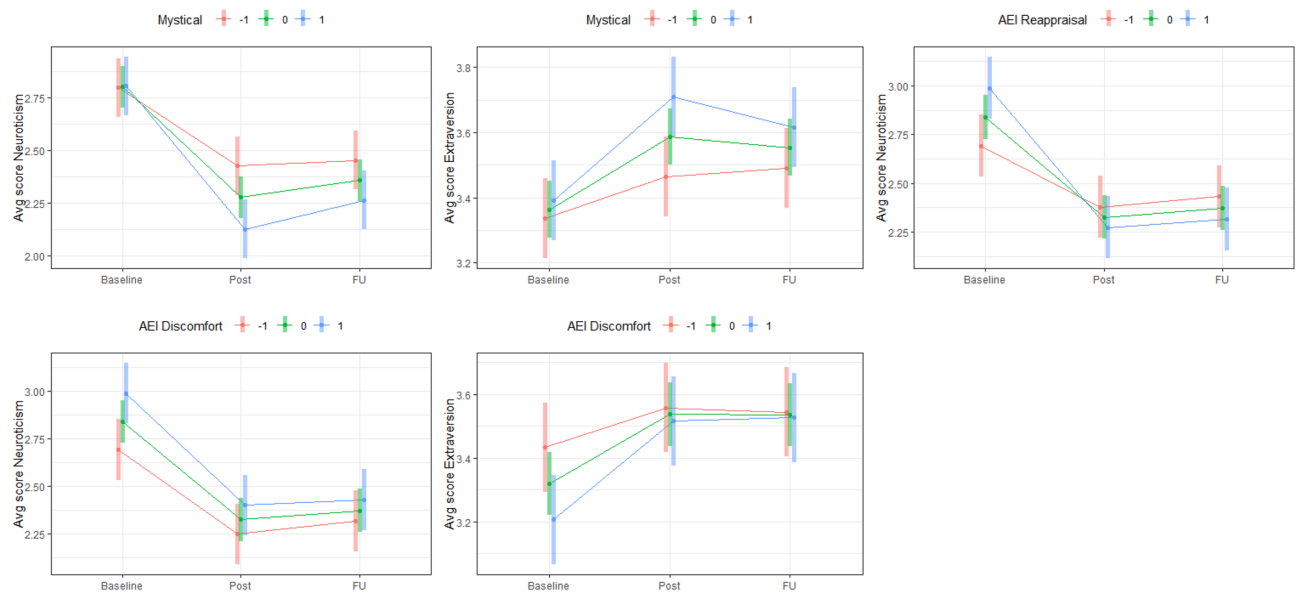 Mystical -1 0 1
Avg score Neuroticism
2.75
2.50
2.25
2.00
Baseline Post FU
Mystical -1 0 1
Avg score Extraversion
3.8
3.6
3.4
3.2
Baseline Post FU
AEI Reappraisal -1 0 1
Avg score Neuroticism
3.00
2.75
2.50
2.25
Baseline Post FU
AEI Discomfort -1 0 1
Avg score Neuroticism
3.00
2.75
2.50
2.25
Baseline Post FU
AEI Discomfort -1 0 1
Avg score Extraversion
3.6
3.4
3.2
Baseline Post FU